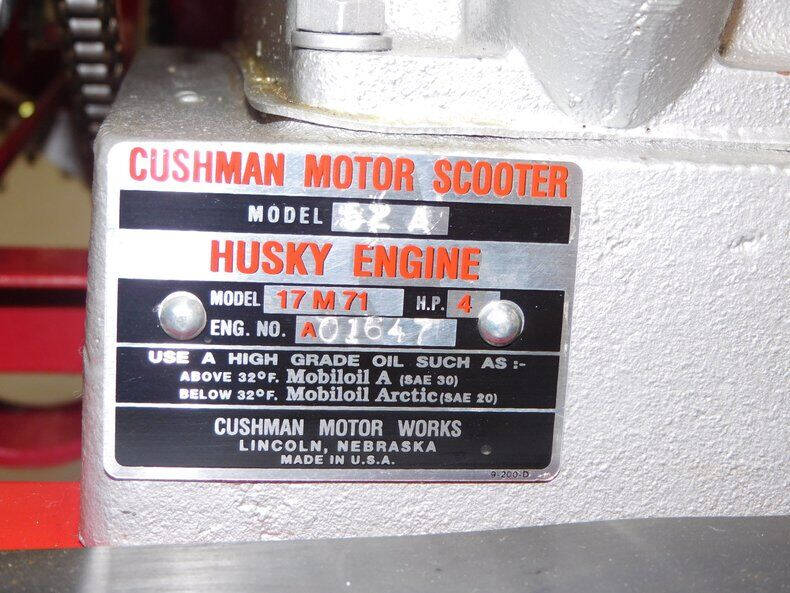 CUSHMAN MOTOR SCOOTER
MODEL 52 A
HUSKY ENGINE
MODEL 17 M 71 H.P. 4
ENG. NO. A01647
USE A HIGH GRADE OIL SUCH AS :-
ABOVE 32°F. Mobiloil A (SAE 30)
BELOW 32°F. Mobiloil Arctic (SAE 20)
CUSHMAN MOTOR WORKS
LINCOLN, NEBRASKA
MADE IN U.S.A.
9-200-D